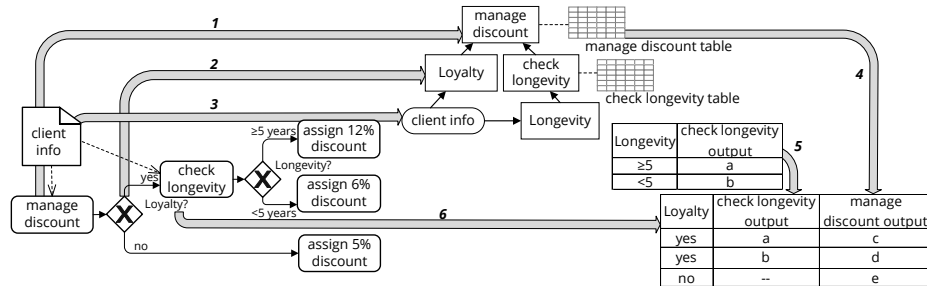 1
manage
discount
manage discount table
2
Loyalty
check
longevity
check longevity table
4
3
client info
Longevity
client
info
≥5 years
assign 12%
discount
Longevity?
yes
check
longevity
assign 6%
discount
<5 years
manage
discount
Loyalty?
no
assign 5%
discount
6
Longevity check longevity
output
≥5 a
<5 b
5
Loyalty check longevity
output manage
discount output
yes a c
yes b d
no -- e